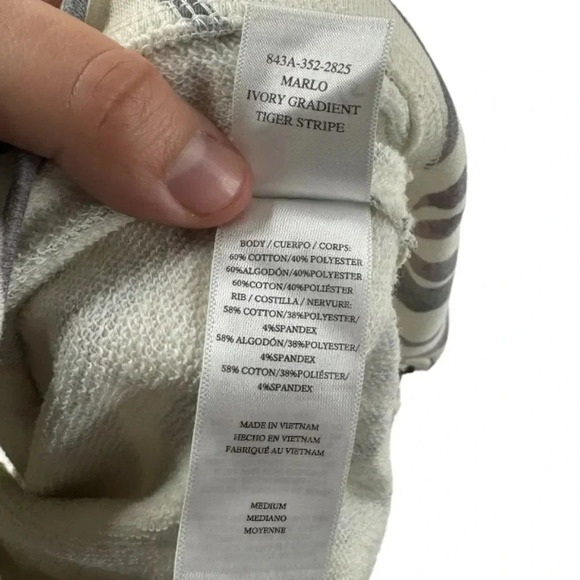 843A-352-2825
MARLO
IVORY GRADIENT
TIGER STRIPE
BODY / CUERPO / CORPS:
60% COTTON/40% POLYESTER
60%ALGODÓN/40% POLIÉSTER
60%COTON/40% POLIÉSTER
RIB / COSTILLA / NERVURE:
58% COTTON/38%POLYESTER/
4%SPANDEX
58% ALGODÓN/38%POLIÉSTER/
4%SPANDEX
58% COTON/38%POLIÉSTER/
4%SPANDEX
MADE IN VIETNAM
HECHO EN VIETNAM
FABRIQUÉ AU VIETNAM
MEDIUM
MEDIANO
MOYENNE